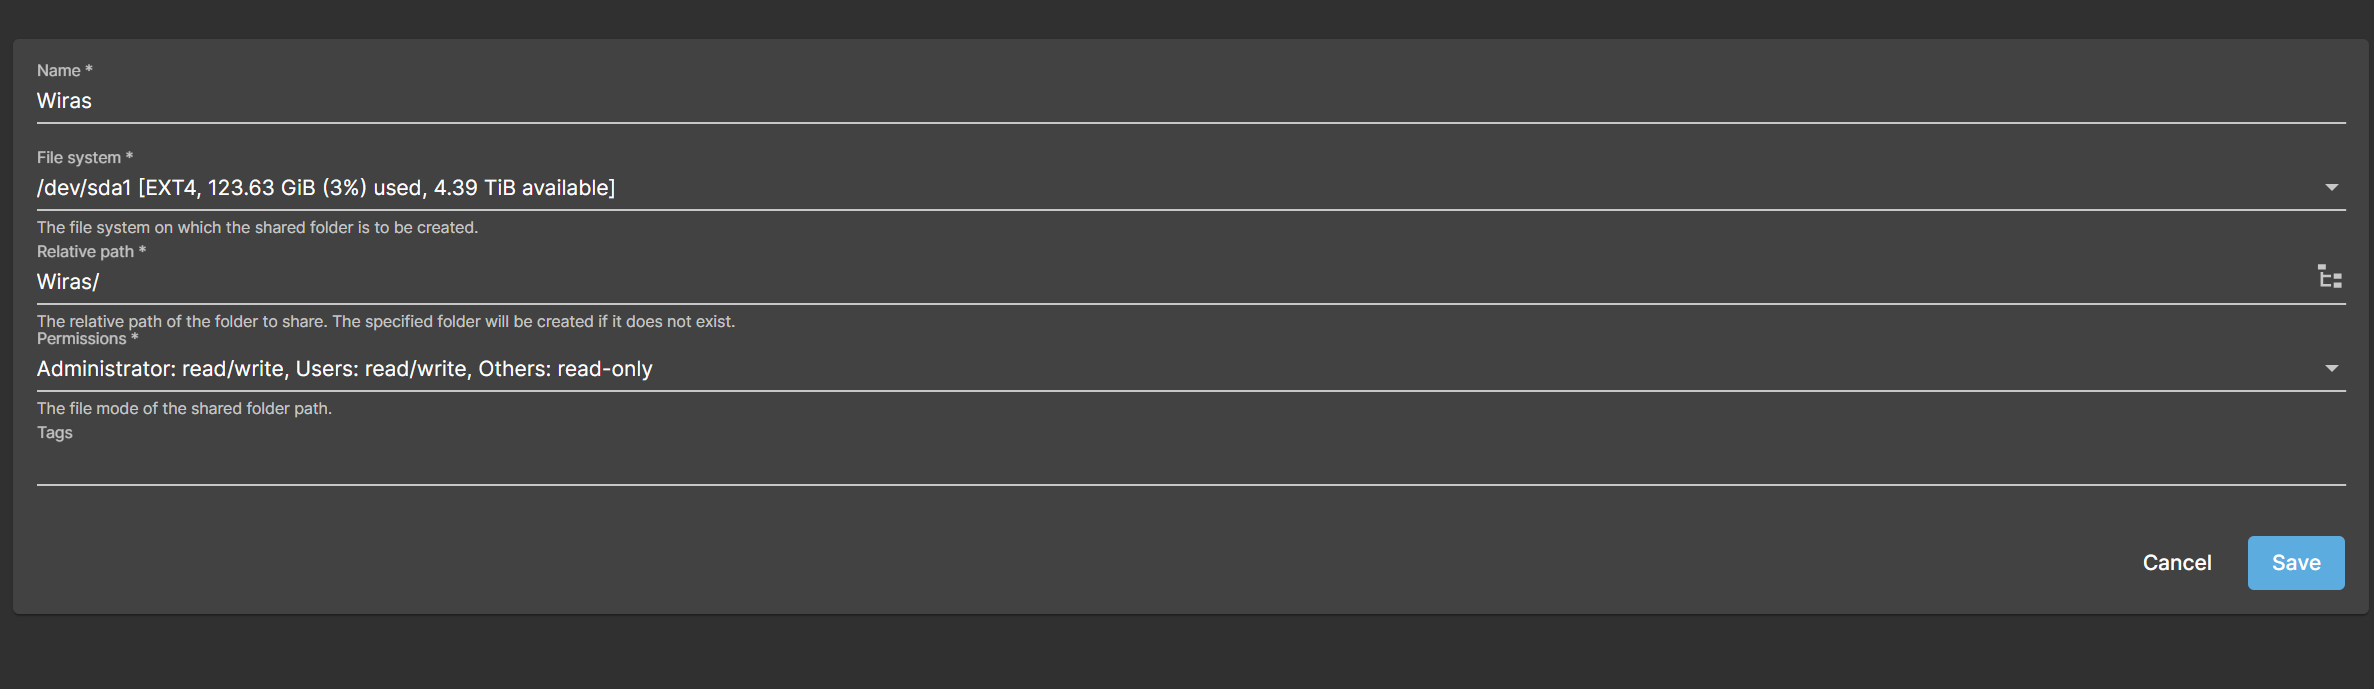 Name *
Wiras
File system *
/dev/sda1 [EXT4, 123.63 GiB (3%) used, 4.39 TiB available]
The file system on which the shared folder is to be created.
Relative path *
Wiras/
The relative path of the folder to share. The specified folder will be created if it does not exist.
Permissions *
Administrator: read/write, Users: read/write, Others: read-only
The file mode of the shared folder path.
Tags
Cancel Save